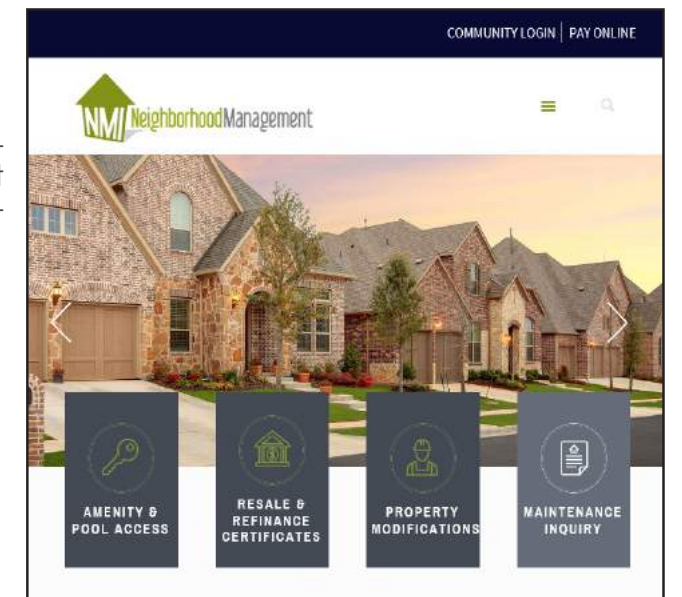 COMMUNITY LOGIN | PAY ONLINE
NMI NeighborhoodManagement
AMENITY &
POOL ACCESS
RESALE &
REFINANCE
CERTIFICATES
PROPERTY
MODIFICATIONS
MAINTENANCE
INQUIRY